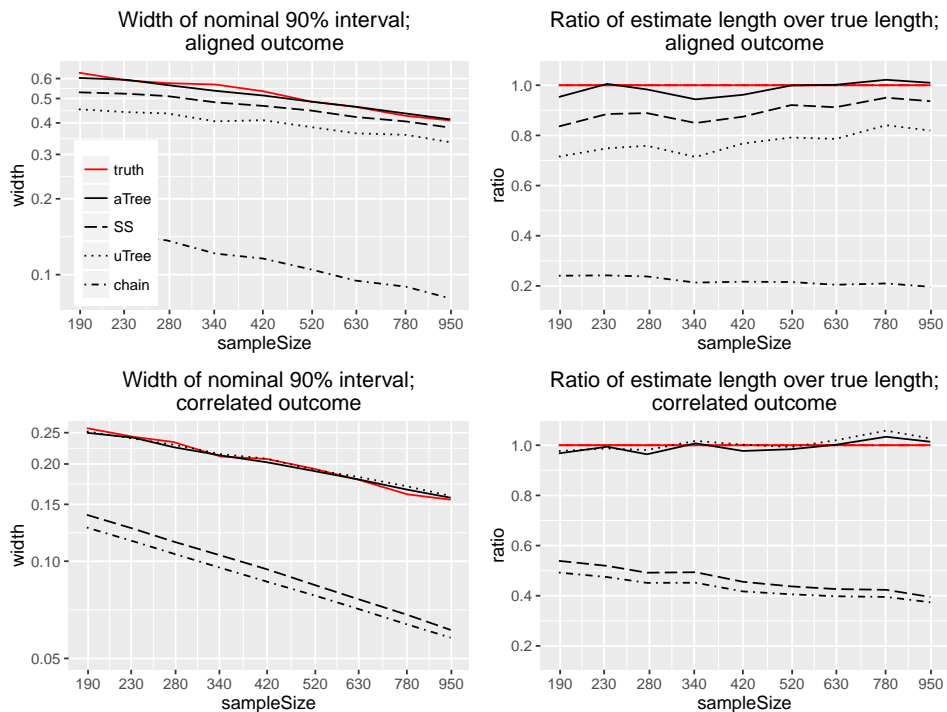 Width of nominal 90% interval;
aligned outcome
0.6
0.5
0.4
0.3
0.2
0.1
width
truth
aTree
SS
uTree
chain
190 230 280 340 420 520 630 780 950
sampleSize
Ratio of estimate length over true length;
aligned outcome
1.0
0.8
0.6
0.4
0.2
ratio
190 230 280 340 420 520 630 780 950
sampleSize
Width of nominal 90% interval;
correlated outcome
0.25
0.20
0.15
0.10
0.05
width
190 230 280 340 420 520 630 780 950
sampleSize
Ratio of estimate length over true length;
correlated outcome
1.0
0.8
0.6
0.4
0.2
ratio
190 230 280 340 420 520 630 780 950
sampleSize